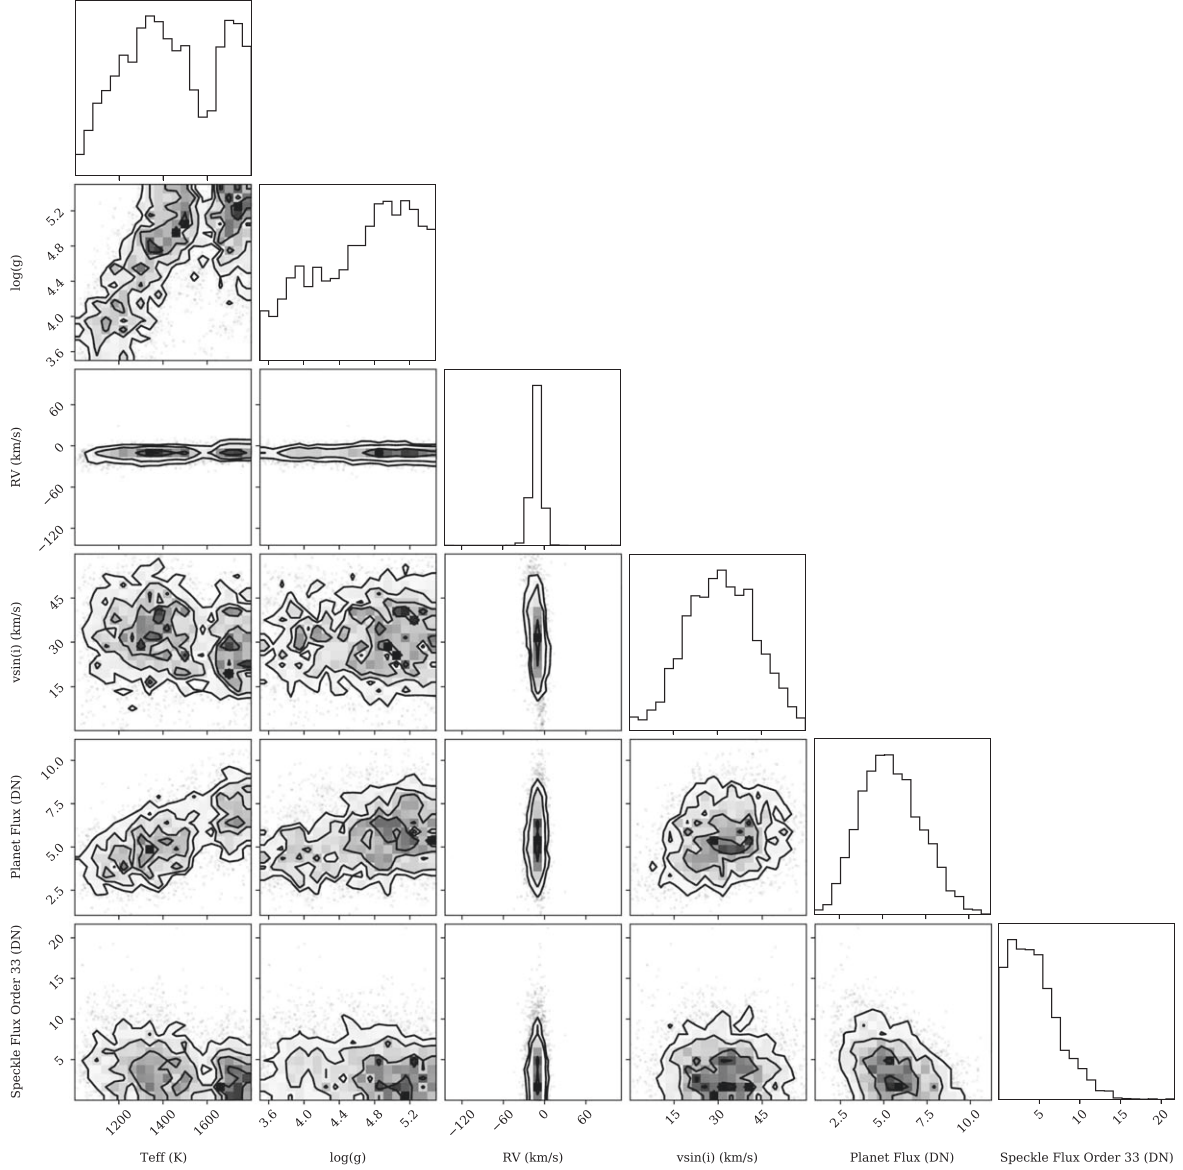 5.2
4.8
4.4
4.0
3.6
log(g)
60
0
−60
−120
RV (km/s)
45
30
15
vsin(i) (km/s)
10.0
7.5
5.0
2.5
Planet Flux (DN)
20
15
10
5
Speckle Flux Order 33 (DN)
1200 1400 1600 3.6 4.0 4.4 4.8 5.2 −120 −60 0 60 15 30 45 2.5 5.0 7.5 10.0 5 10 15 20
Teff (K) log(g) RV (km/s) vsin(i) (km/s) Planet Flux (DN) Speckle Flux Order 33 (DN)